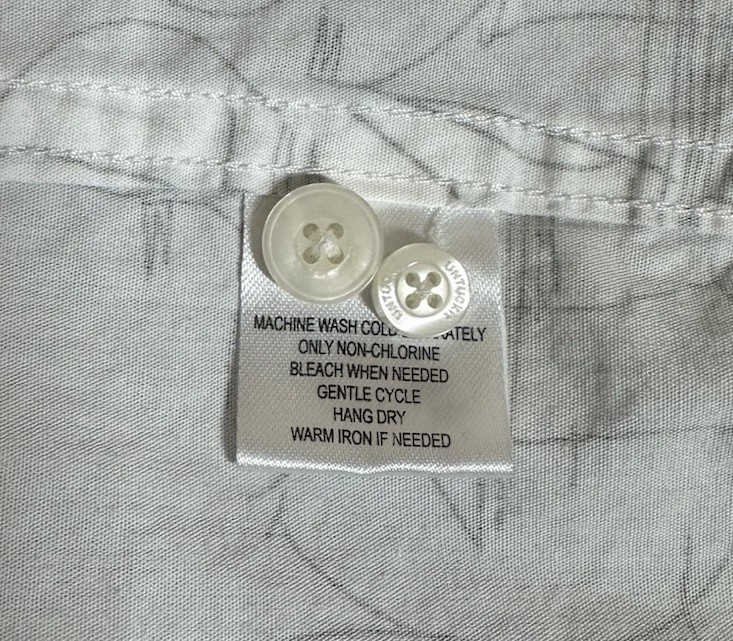 UNTUCKIT UNTUCKIT
MACHINE WASH COLD
ONLY NON-CHLORINE
BLEACH WHEN NEEDED
GENTLE CYCLE
HANG DRY
WARM IRON IF NEEDED